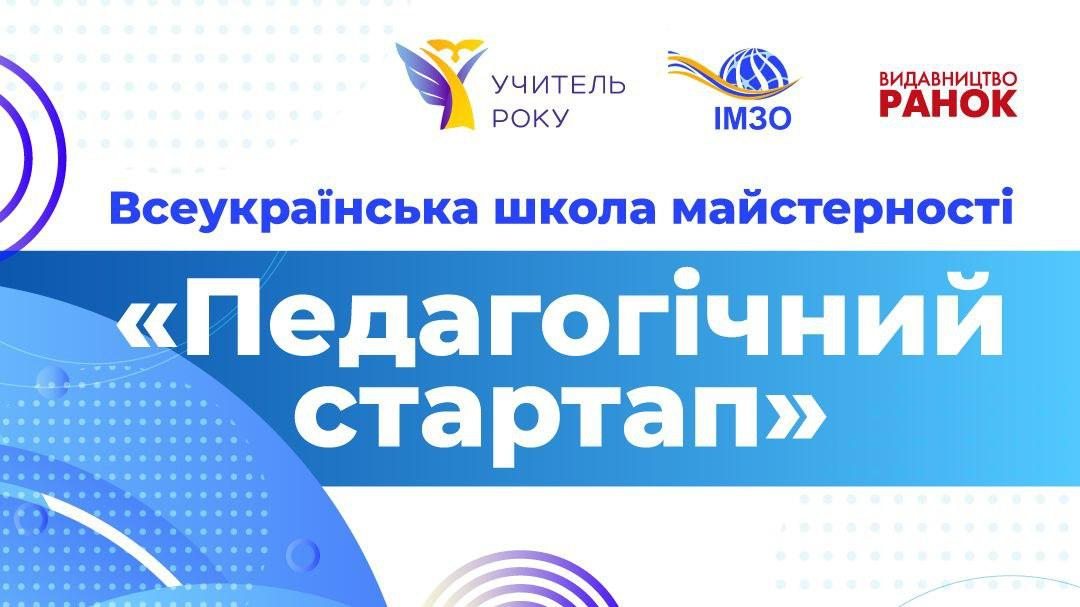 УЧИТЕЛЬ
РОКУ
ІМЗО
ВИДАВНИЦТВО
РАНОК
Всеукраїнська школа майстерності
«Педагогічний
стартап»